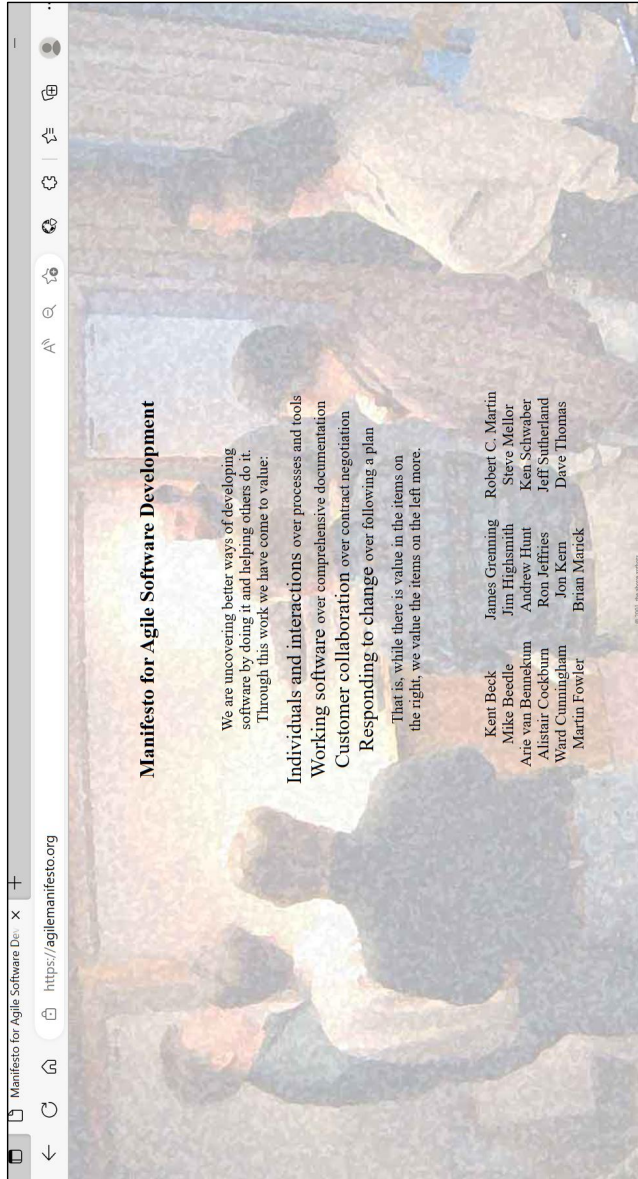 Manifesto for Agile Software Dev
https://agilemanifesto.org
Manifesto for Agile Software Development
We are uncovering better ways of developing
software by doing it and helping others do it.
Through this work we have come to value:
Individuals and interactions over processes and tools
Working software over comprehensive documentation
Customer collaboration over contract negotiation
Responding to change over following a plan
That is, while there is value in the items on
the right, we value the items on the left more.
Kent Beck
Mike Beedle
Arie van Bennekum
Alistair Cockburn
Ward Cunningham
Martin Fowler
James Grenning
Jim Highsmith
Andrew Hunt
Ron Jeffries
Jon Kern
Brian Marick
Robert C. Martin
Steve Mellor
Ken Schwaber
Jeff Sutherland
Dave Thomas